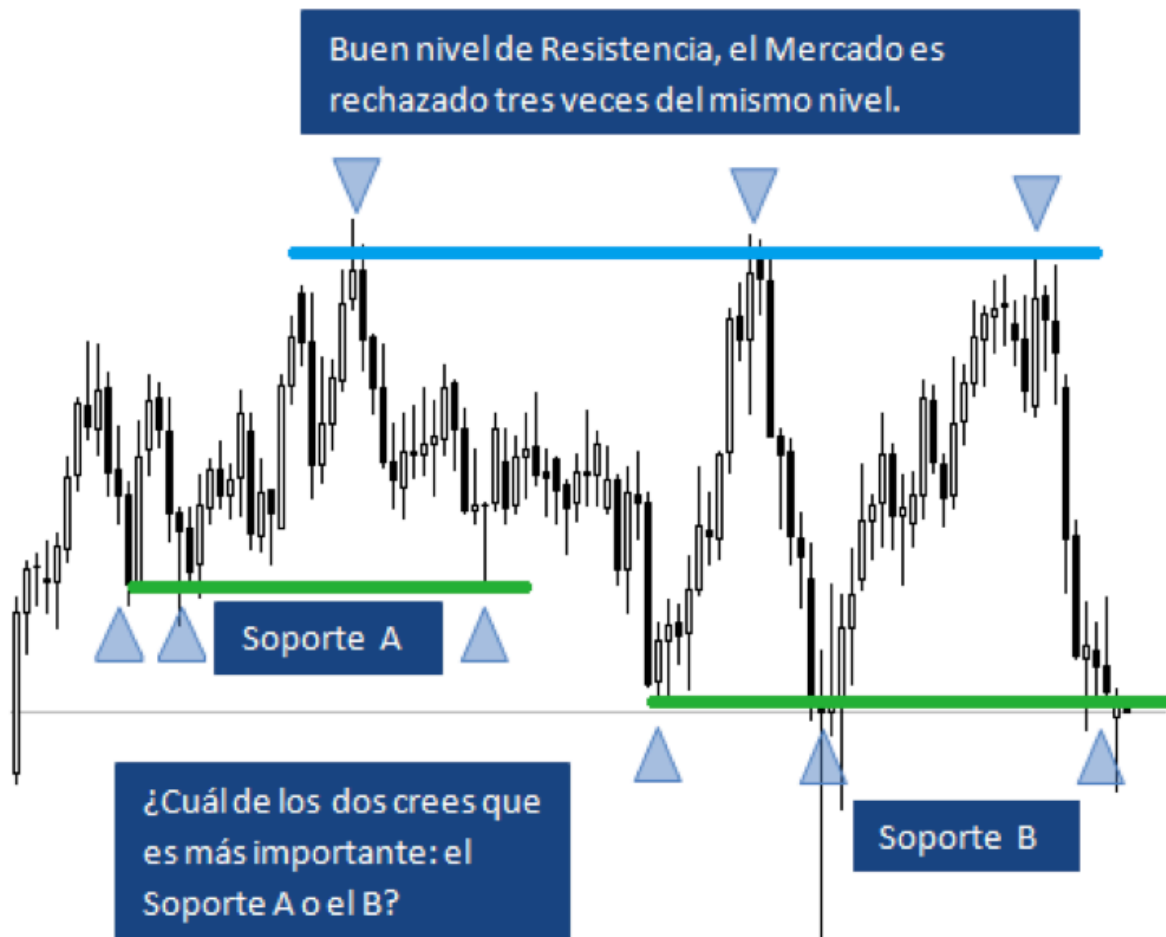 Buen nivel de Resistencia, el Mercado es
rechazado tres veces del mismo nivel.
Soporte A
¿Cuál de los dos crees que
es más importante: el
Soporte A o el B?
Soporte B